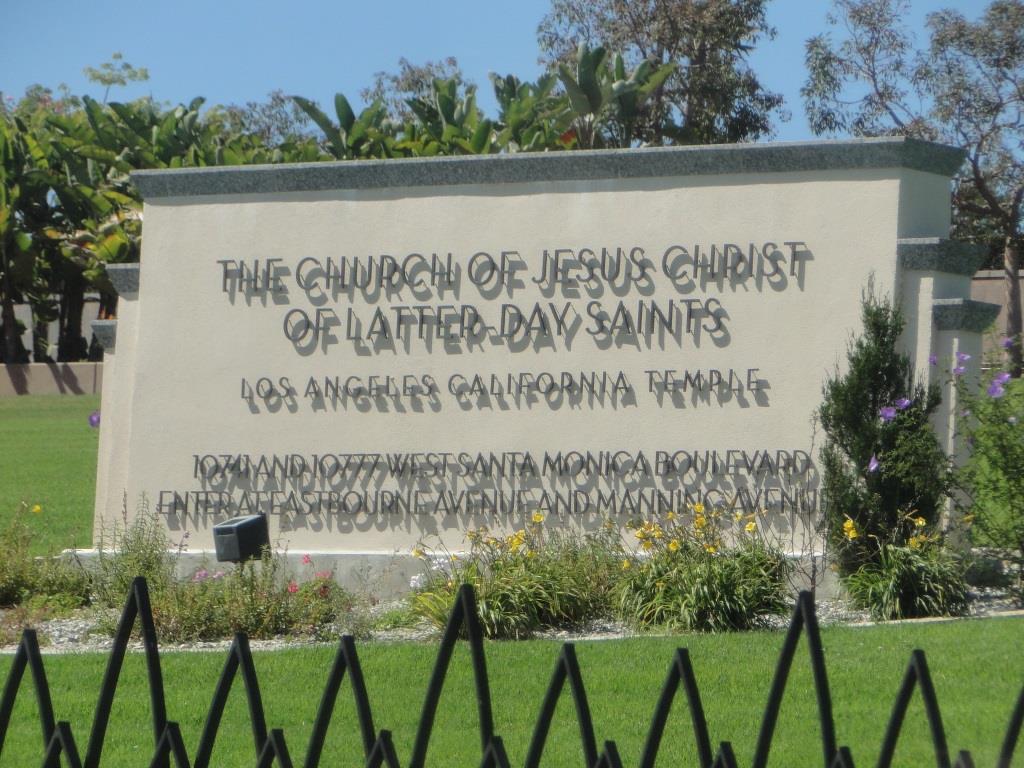 THE CHURCH OF JESUS CHRIST
OF LATTER-DAY SAINTS
LOS ANGELES CALIFORNIA TEMPLE
10741 AND 10777 WEST SANTA MONICA BOULEVARD
ENTER AT EASTBOURNE AVENUE AND MANNING AVENUE